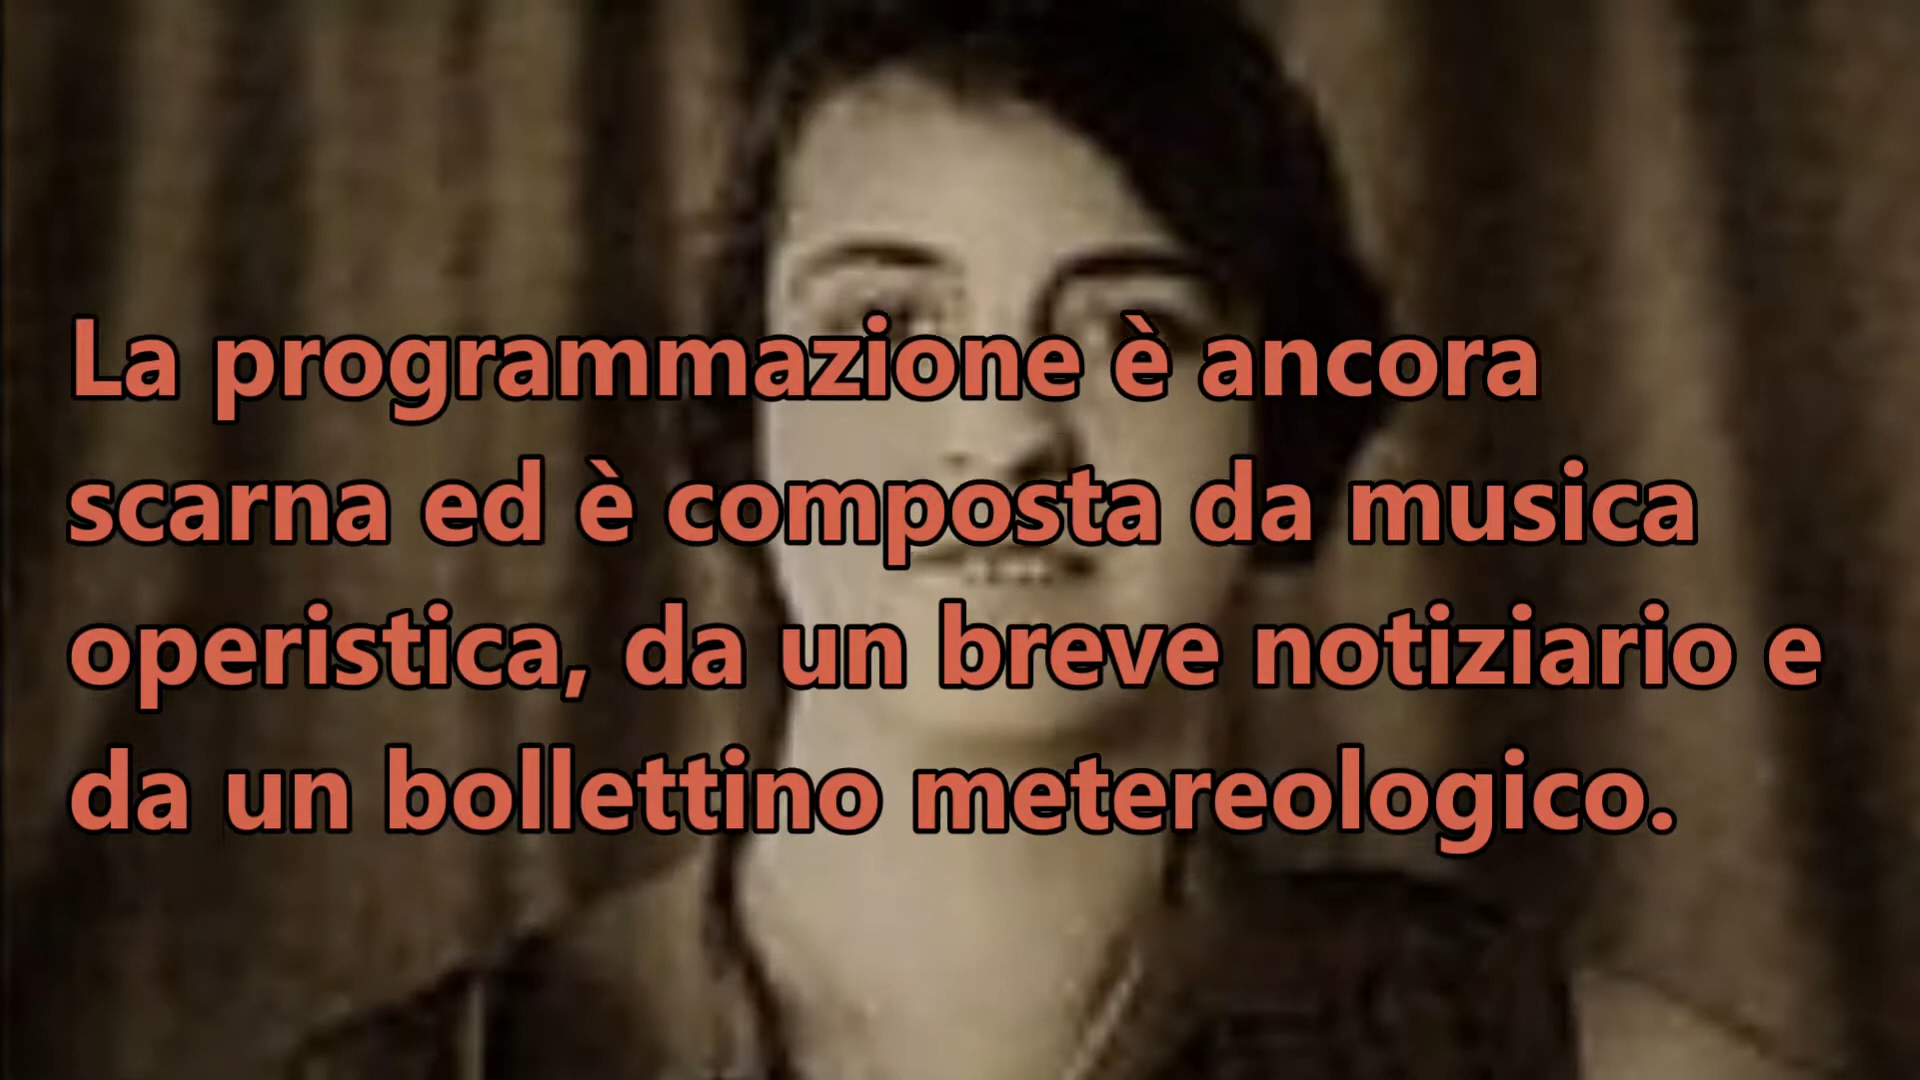 La programmazione è ancora
scarna ed è composta da musica
operistica, da un breve notiziario e
da un bollettino metereologico.